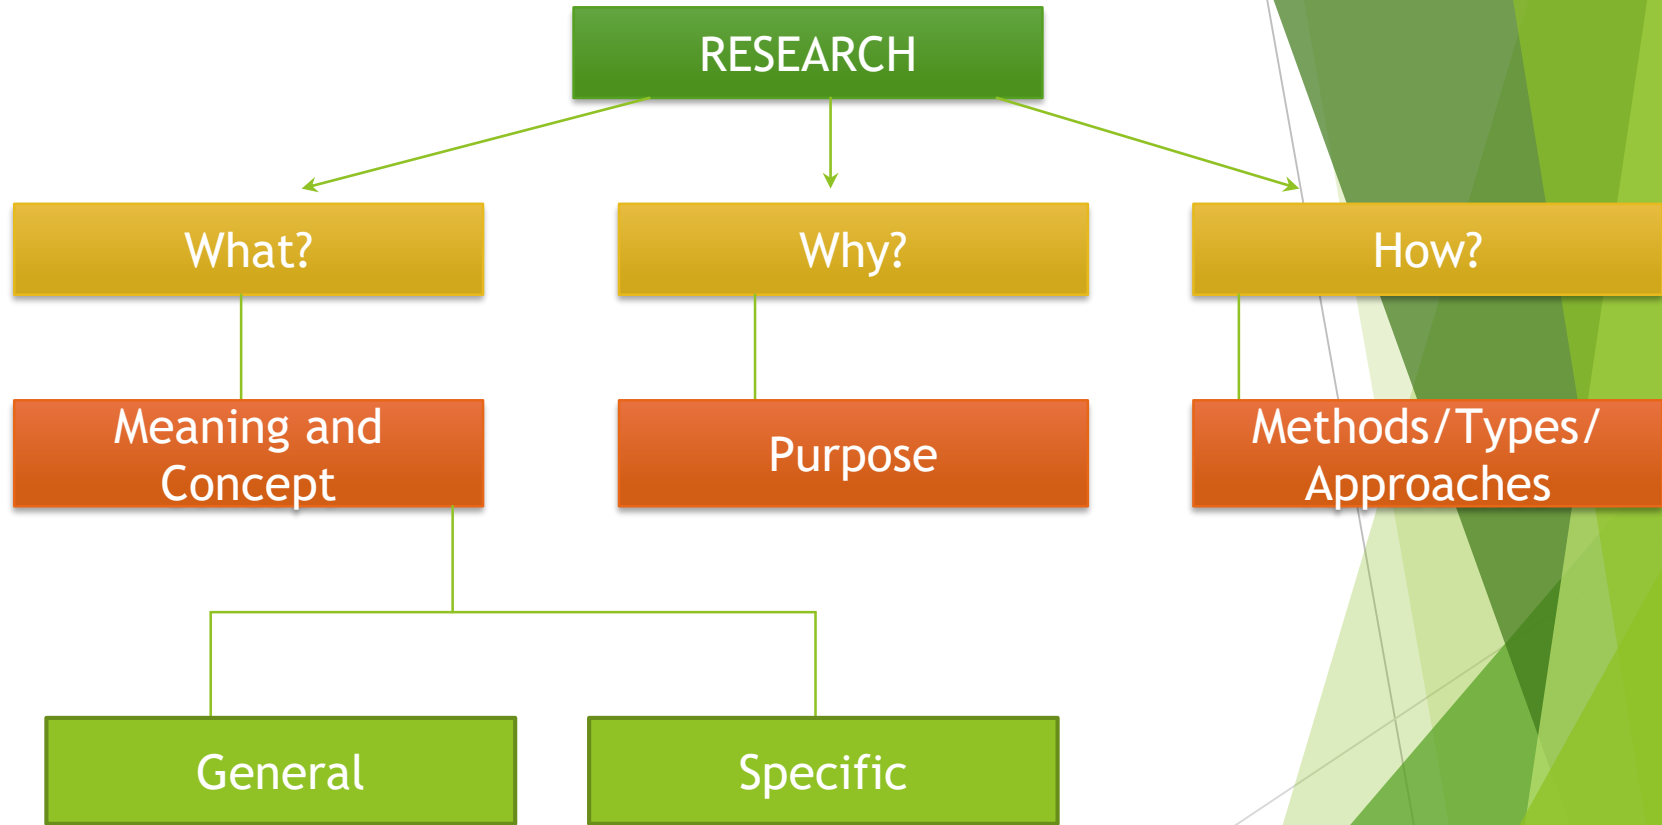 RESEARCH
What?
Why?
How?
Meaning and
Concept
Purpose
Methods/Types/
Approaches
General
Specific